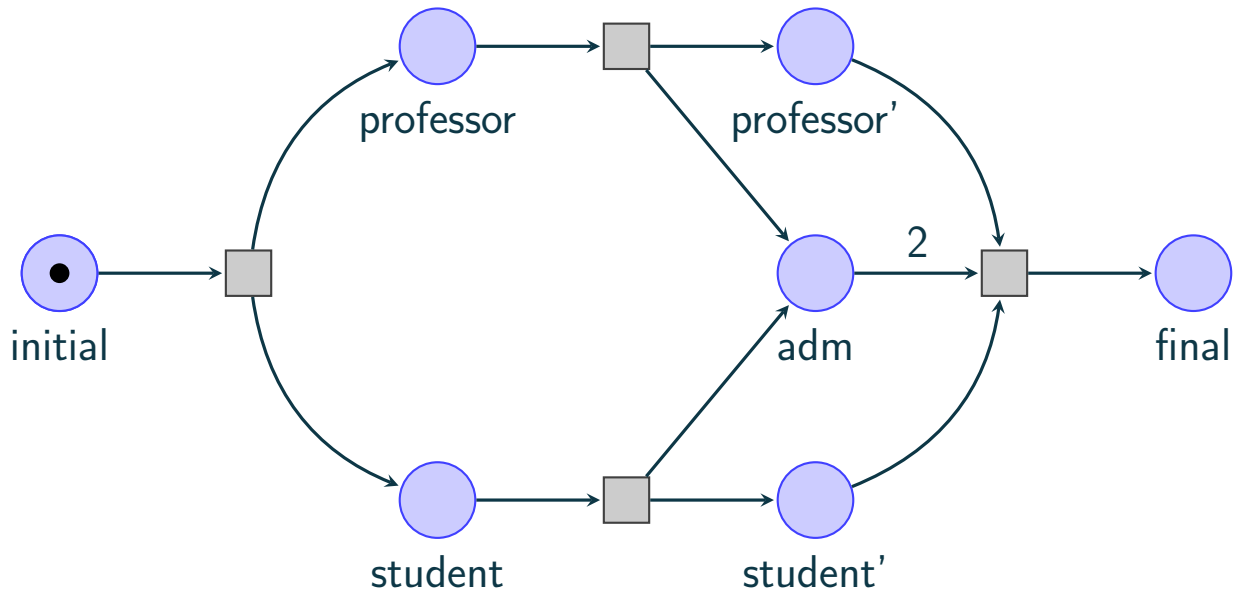 professor
professor'
2
initial
adm
final
student
student'